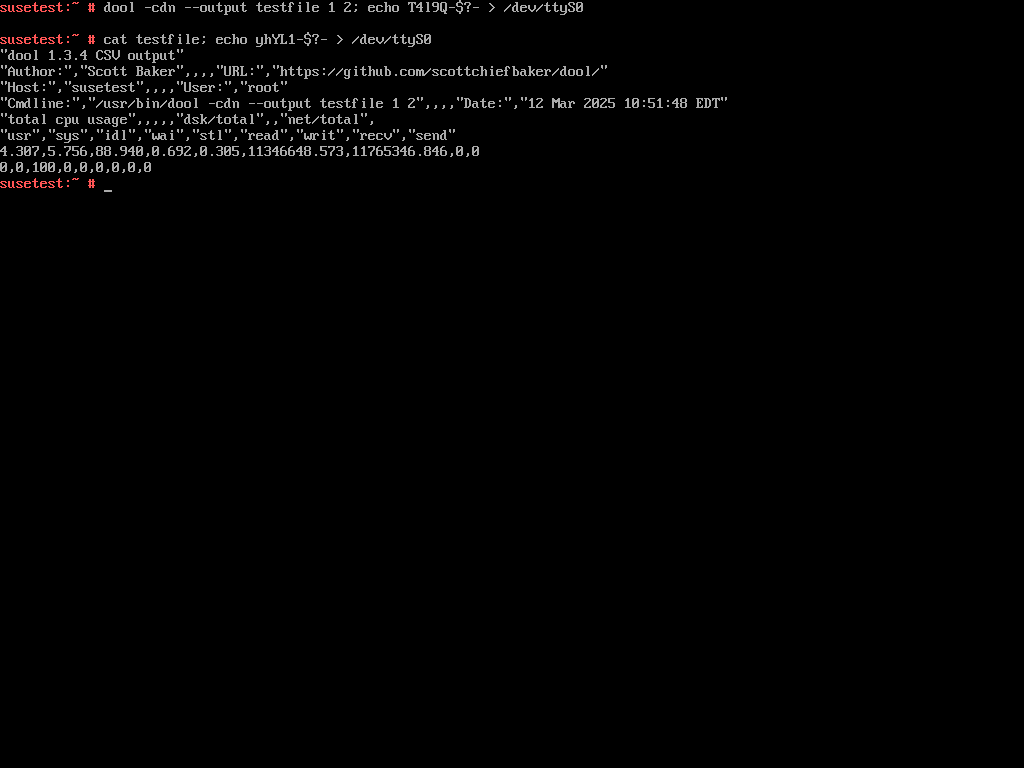 susetest:~ # dool -cdn --output testfile 1 2; echo T4l9Q-$?- > /dev/ttyS0
susetest:~ # cat testfile; echo yhYL1-$?- > /dev/ttyS0
"dool 1.3.4 CSV output"
"Author:","Scott Baker",,,,"URL:","https://github.com/scottchiefbaker/dool/"
"Host:","susetest",,,,"User:","root"
"Cmdline:","/usr/bin/dool -cdn --output testfile 1 2",,,,"Date:","12 Mar 2025 10:51:48 EDT"
"total cpu usage",,,,,"dsk/total",,"net/total",
"usr","sys","idl","wai","stl","read","writ","recv","send"
4.307,5.756,88.940,0.692,0.305,11346648.573,11765346.846,0,0
0,0,100,0,0,0,0,0,0
susetest:~ # _